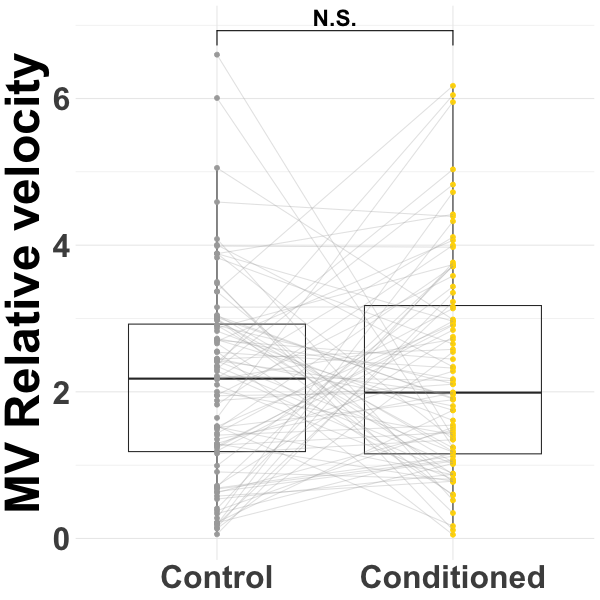 N.S.
MV Relative velocity
6
4
2
0
Control
Conditioned